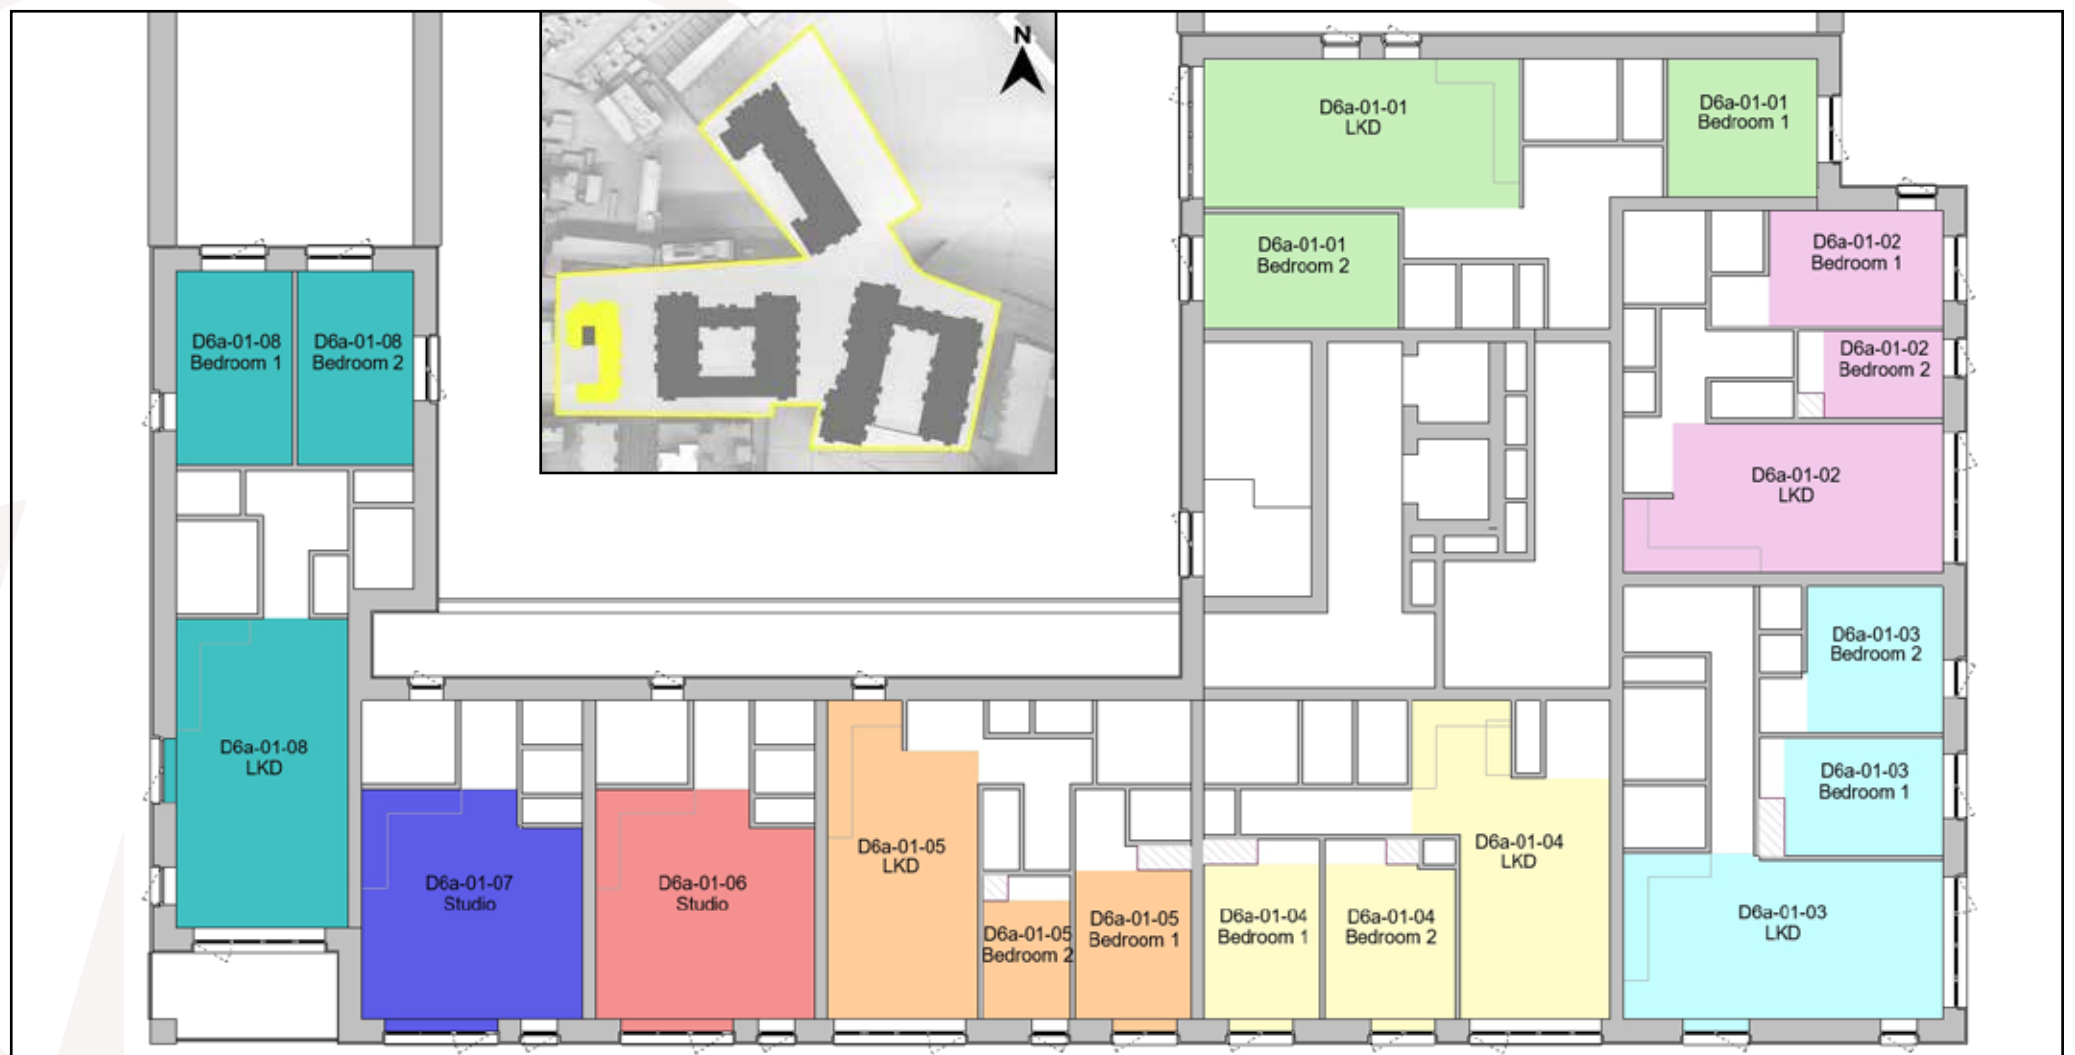 N
D6a-01-01
LKD
D6a-01-01
Bedroom 1
D6a-01-01
Bedroom 2
D6a-01-02
Bedroom 1
D6a-01-02
Bedroom 2
D6a-01-02
LKD
D6a-01-08
Bedroom 1
D6a-01-08
Bedroom 2
D6a-01-08
LKD
D6a-01-03
Bedroom 2
D6a-01-03
Bedroom 1
D6a-01-03
LKD
D6a-01-07
Studio
D6a-01-06
Studio
D6a-01-05
LKD
D6a-01-05
Bedroom 2
D6a-01-05
Bedroom 1
D6a-01-04
Bedroom 1
D6a-01-04
Bedroom 2
D6a-01-04
LKD